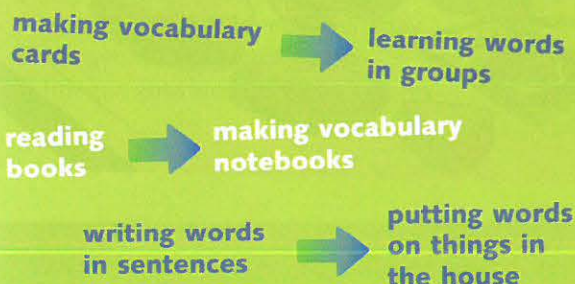 making vocabulary
cards
learning words
in groups
reading
books
making vocabulary
notebooks
writing words
in sentences
putting words
on things in
the house